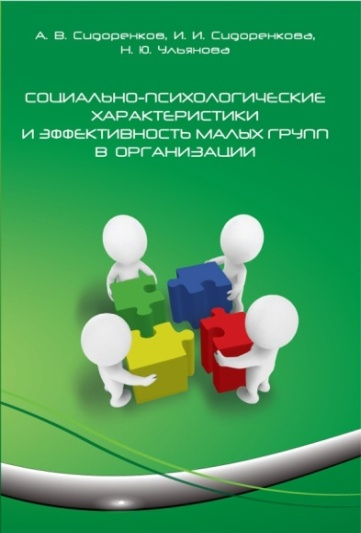 А. В. Сидоренков, И. И. Сидоренкова,
Н. Ю. Ульянова
СОЦИАЛЬНО-ПСИХОЛОГИЧЕСКИЕ
ХАРАКТЕРИСТИКИ
И ЭФФЕКТИВНОСТЬ МАЛЫХ ГРУПП
В ОРГАНИЗАЦИИ